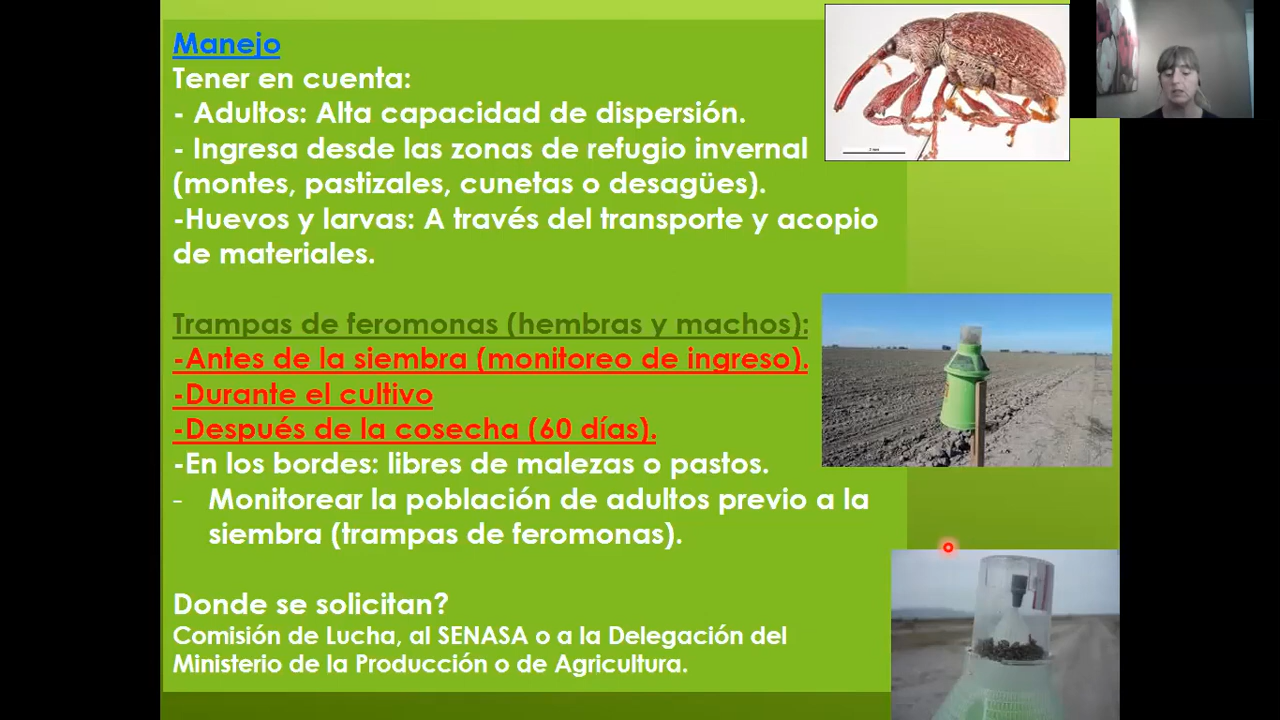 Manejo
Tener en cuenta:
- Adultos: Alta capacidad de dispersión.
- Ingresa desde las zonas de refugio invernal
(montes, pastizales, cunetas o desagües).
-Huevos y larvas: A través del transporte y acopio
de materiales.
Trampas de feromonas (hembras y machos):
-Antes de la siembra (monitoreo de ingreso).
-Durante el cultivo
-Después de la cosecha (60 días).
-En los bordes: libres de malezas o pastos.
- Monitorear la población de adultos previo a la
siembra (trampas de feromonas).
Donde se solicitan?
Comisión de Lucha, al SENASA o a la Delegación del
Ministerio de la Producción o de Agricultura.